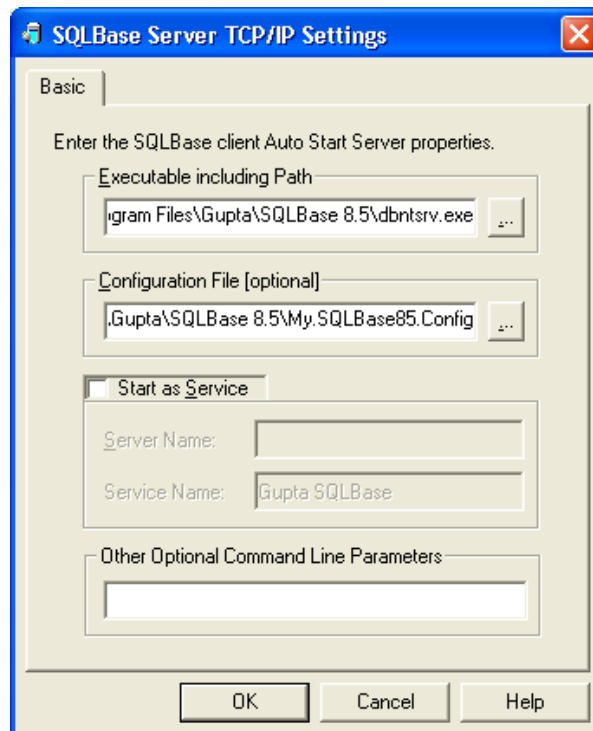 SQLBase Server TCP/IP Settings
Basic
Enter the SQLBase client Auto Start Server properties.
Executable including Path
gram Files\Gupta\SQLBase 8.5\dbntsrv.exe
...
Configuration File [optional]
.Gupta\SQLBase 8.5\My.SQLBase85.Config
...
Start as Service
Server Name:
Service Name: Gupta SQLBase
Other Optional Command Line Parameters
OK Cancel Help